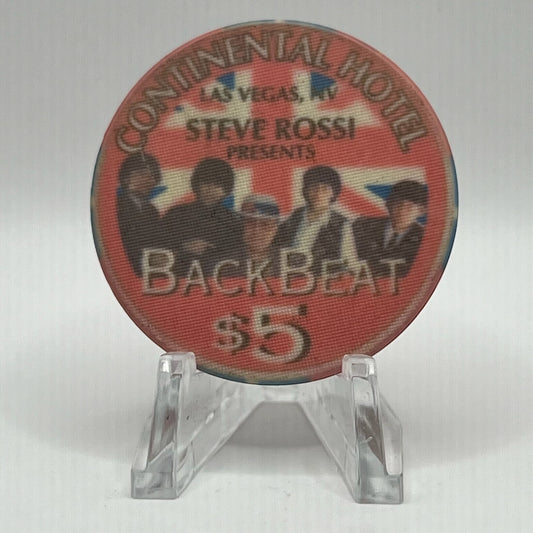 CONTINENTAL HOTEL
LAS VEGAS, NV
STEVE ROSSI
PRESENTS
BACKBEAT
$5